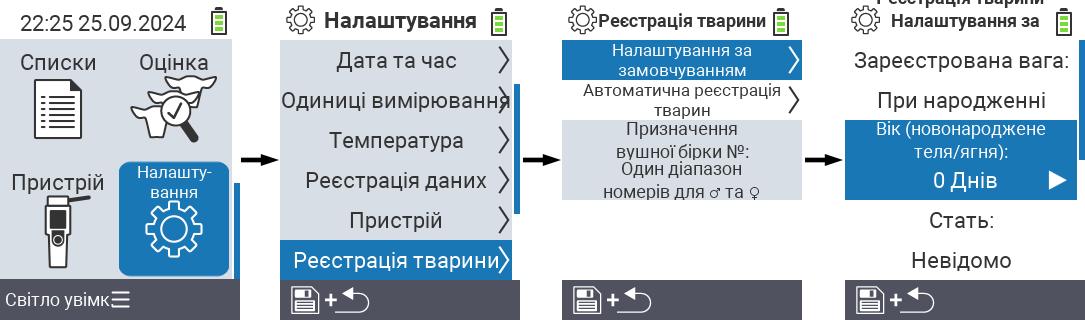 22:25 25.09.2024
Списки
Оцінка
Пристрій
Налашту-
вання
Світло увімк.
Налаштування
Дата та час
Одиниці вимірювання
Температура
Реєстрація даних
Пристрій
Реєстрація тварини
+
Реєстрація тварини
Налаштування за
замовчуванням
Автоматична реєстрація
тварин
Призначення
вушної бірки №:
Один діапазон
номерів для ♂ та ♀
+
Реєстрація тварини
Налаштування за
Зареєстрована вага:
При народженні
Вік (новонароджене
теля/ягня):
0 Днів
Стать:
Невідомо
+